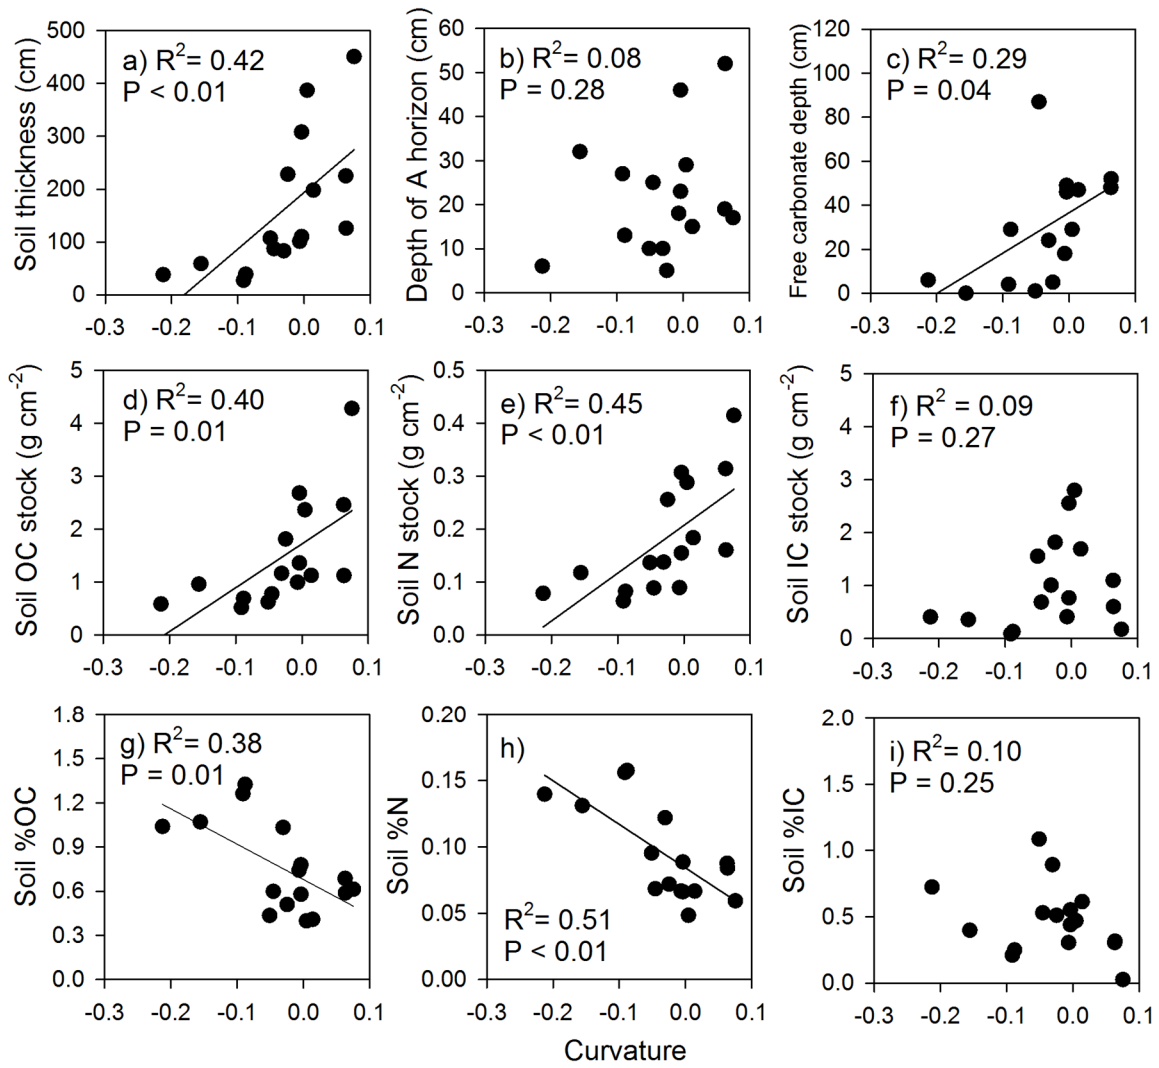 Soil thickness (cm)
500
400
300
200
100
0
a) R²= 0.42
P < 0.01
-0.3 -0.2 -0.1 0.0 0.1
Depth of A horizon (cm)
60
50
40
30
20
10
0
b) R²= 0.08
P = 0.28
-0.3 -0.2 -0.1 0.0 0.1
Free carbonate depth (cm)
120
100
80
60
40
20
0
c) R²= 0.29
P = 0.04
-0.3 -0.2 -0.1 0.0 0.1
Soil OC stock (g cm⁻²)
5
4
3
2
1
0
d) R²= 0.40
P = 0.01
-0.3 -0.2 -0.1 0.0 0.1
Soil N stock (g cm⁻²)
0.5
0.4
0.3
0.2
0.1
0.0
e) R²= 0.45
P < 0.01
-0.3 -0.2 -0.1 0.0 0.1
Soil IC stock (g cm⁻²)
5
4
3
2
1
0
f) R² = 0.09
P = 0.27
-0.3 -0.2 -0.1 0.0 0.1
Soil %OC
1.8
1.5
1.2
0.9
0.6
0.3
0.0
g) R²= 0.38
P = 0.01
-0.3 -0.2 -0.1 0.0 0.1
Soil %N
0.20
0.15
0.10
0.05
0.00
h)
R²= 0.51
P < 0.01
-0.3 -0.2 -0.1 0.0 0.1
Soil %IC
2.0
1.5
1.0
0.5
0.0
i) R²= 0.10
P = 0.25
-0.3 -0.2 -0.1 0.0 0.1
Curvature